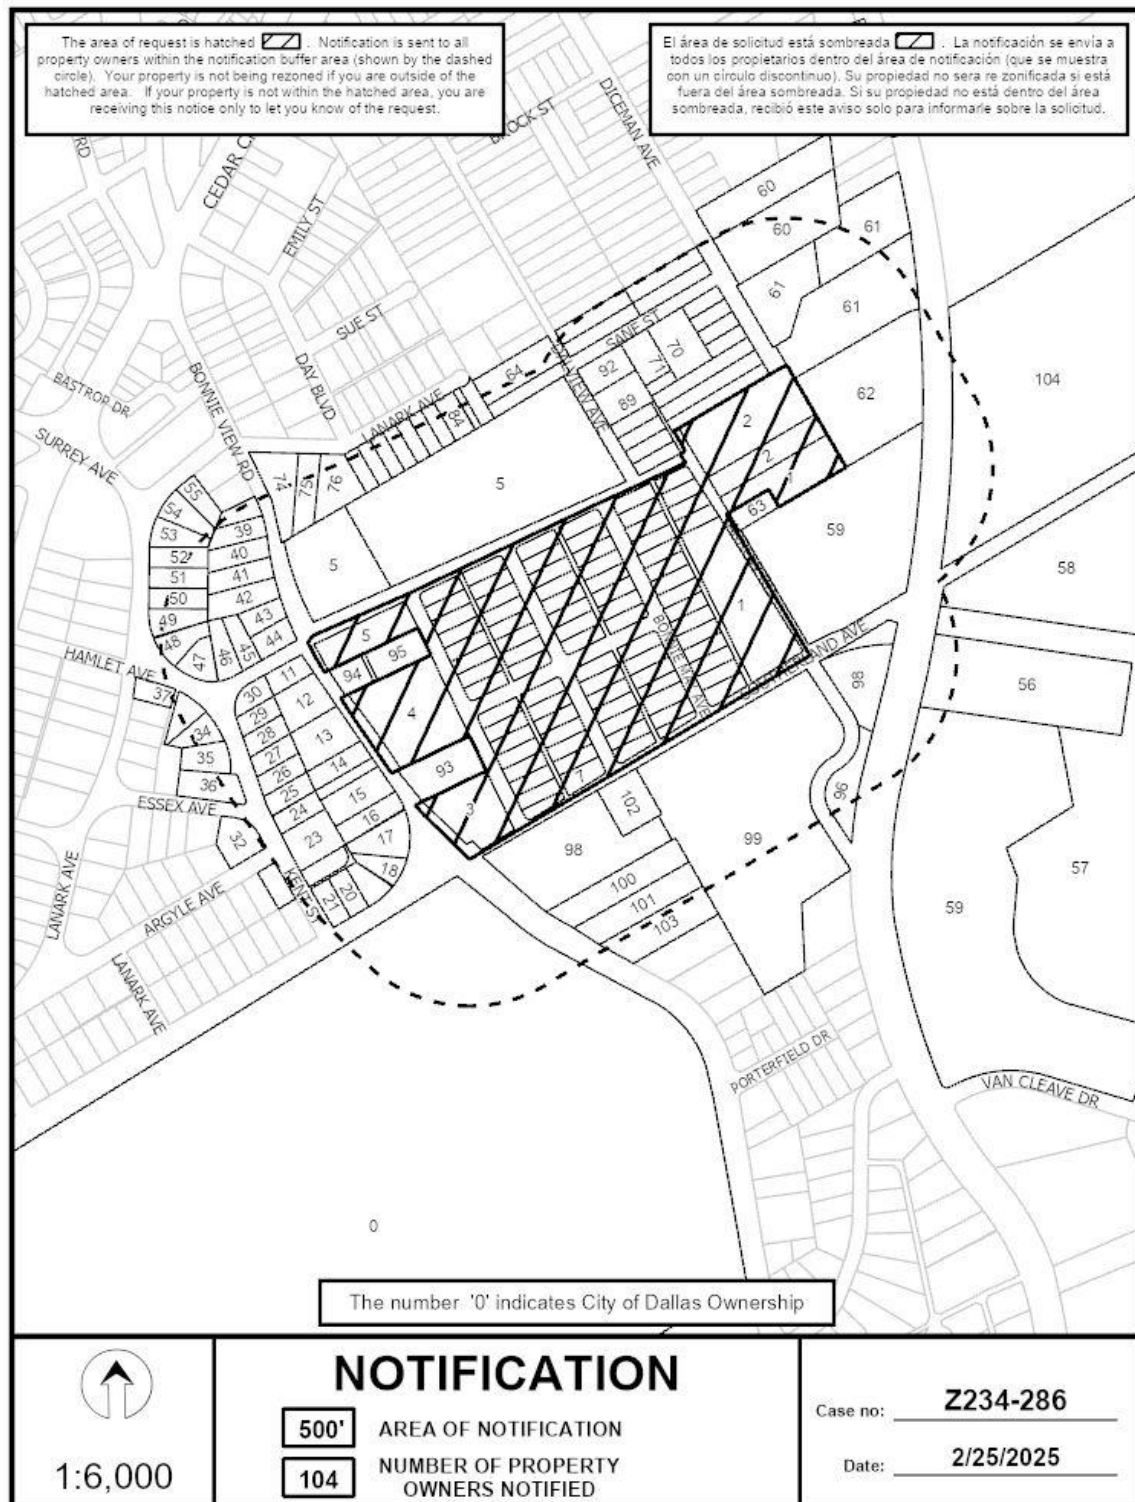 The area of request is hatched . Notification is sent to all
property owners within the notification buffer area (shown by the dashed
circle). Your property is not being rezoned if you are outside of the
hatched area. If your property is not within the hatched area, you are
receiving this notice only to let you know of the request.
El área de solicitud está sombreada . La notificación se envía a
todos los propietarios dentro del área de notificación (que se muestra
con un círculo discontinuo). Su propiedad no sera re zonificada si está
fuera del área sombreada. Si su propiedad no está dentro del área
sombreada, recibió este aviso solo para informarle sobre la solicitud.
RD
CEDAR
EMILY ST
BROCK ST
DICEMAN AVE
60
60
61
61
61
SUE ST
SANE ST
64
92
71
70
104
BASTROP DR
BONNIE VIEW RD
DAY BLVD
LANARK AVE
84
89
62
SURREY AVE
2
2
1
74
75
76
5
55
54
53
52
51
50
49
48
39
40
41
42
43
44
45
46
47
5
63
59
58
5
95
94
4
1
BONNIE MAE AVE
HAMLET AVE
37
11
30
12
29
28
13
27
26
14
25
15
24
16
23
17
18
20
21
34
35
36
ESSEX AVE
32
93
3
7
98
56
96
102
98
99
100
101
103
57
59
KENT ST
LANARK AVE
ARGYLE AVE
LANARK AVE
PORTERFIELD DR
VAN CLEAVE DR
0
The number '0' indicates City of Dallas Ownership
1:6,000
NOTIFICATION
500' AREA OF NOTIFICATION
104 NUMBER OF PROPERTY
OWNERS NOTIFIED
Case no: Z234-286
Date: 2/25/2025